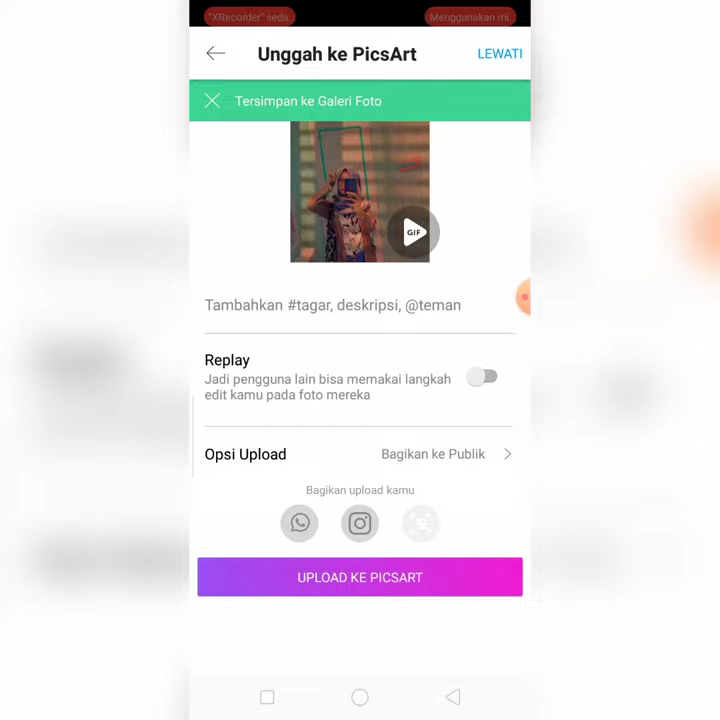 "XRecorder" seda
Menggunakan mi
Unggah ke PicsArt
LEWATI
Tersimpan ke Galeri Foto
GIF
Tambahkan #tagar, deskripsi, @teman
Replay
Jadi pengguna lain bisa memakai langkah
edit kamu pada foto mereka
Opsi Upload
Bagikan ke Publik
Bagikan upload kamu
UPLOAD KE PICSART